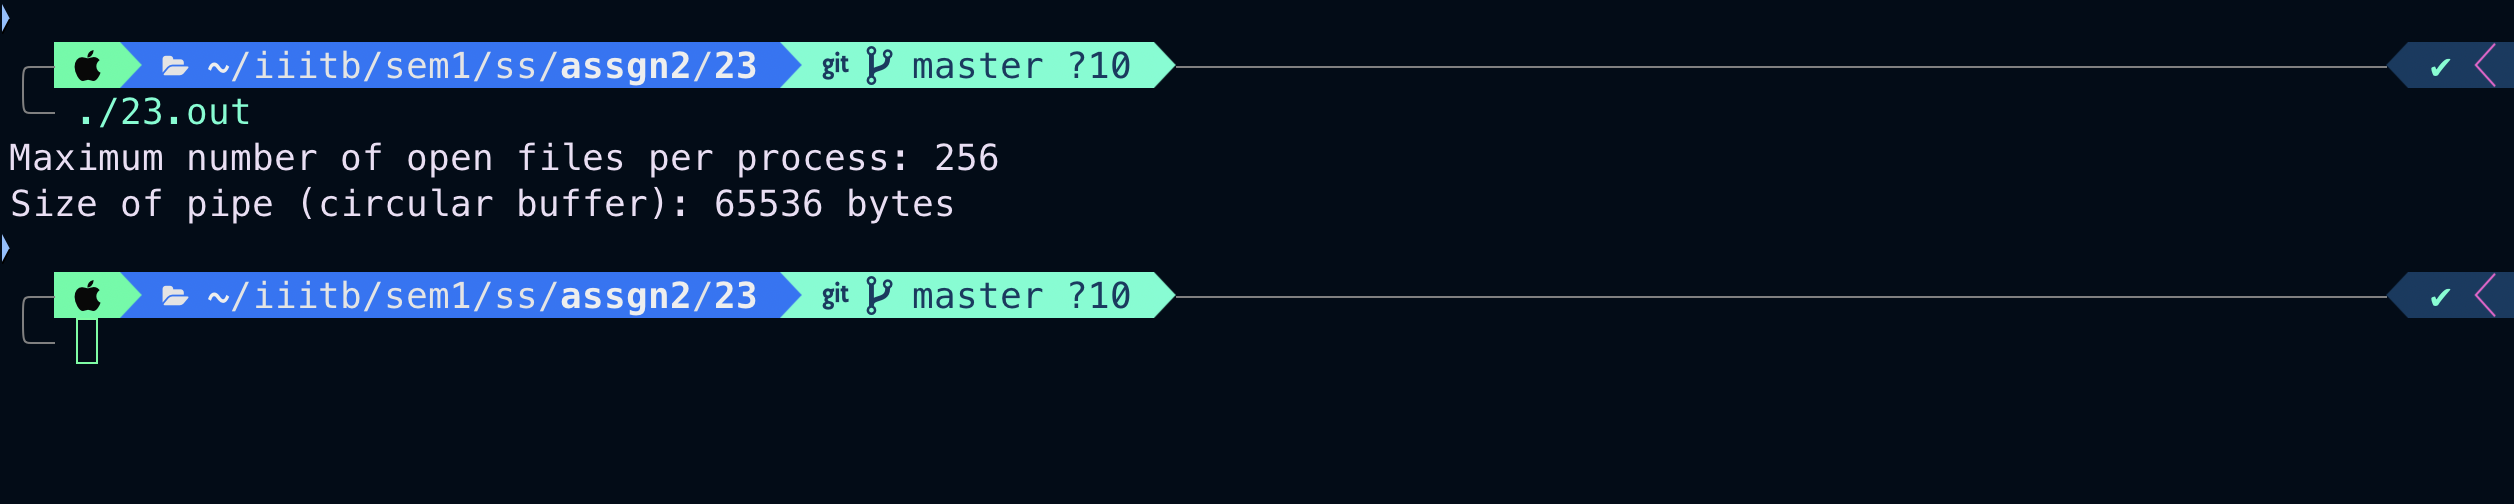 ~/iiitb/sem1/ss/assgn2/23 git master ?10 ✔
./23.out
Maximum number of open files per process: 256
Size of pipe (circular buffer): 65536 bytes
~/iiitb/sem1/ss/assgn2/23 git master ?10 ✔